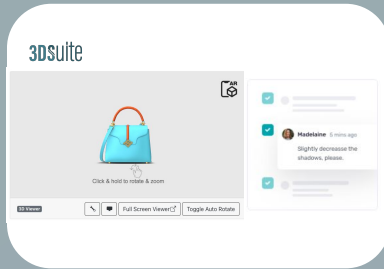 3DSuite
AR
Click & hold to rotate & zoom
3D Viewer
Full Screen Viewer
Toggle Auto Rotate
Madelaine 5 mins ago
Slightly decreasse the
shadows, please.